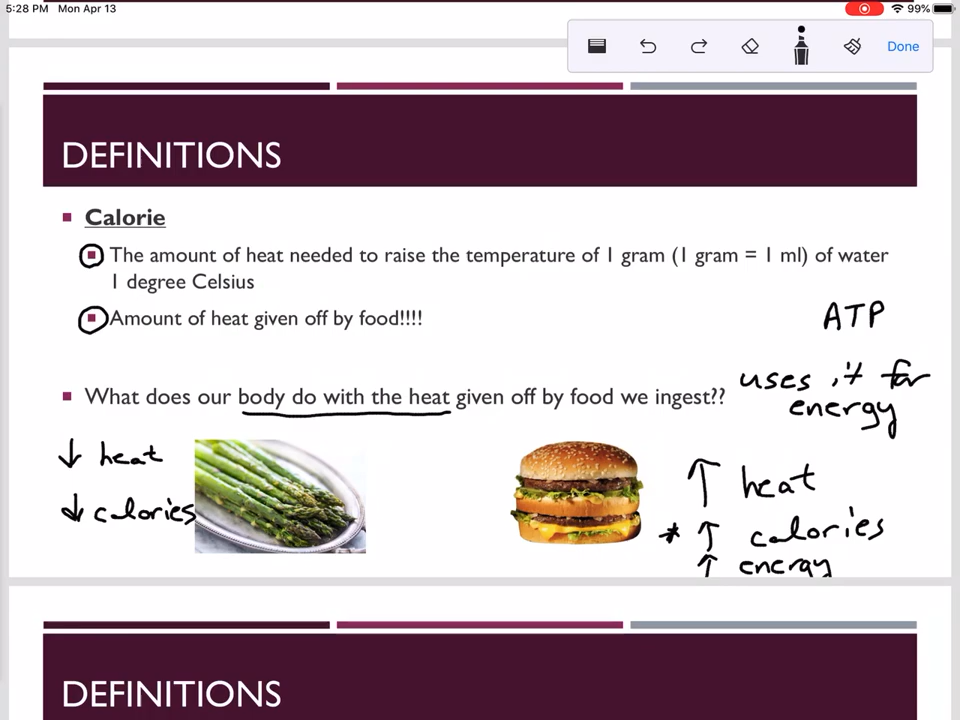 5:28 PM Mon Apr 13
99%
Done
DEFINITIONS
Calorie
The amount of heat needed to raise the temperature of 1 gram (1 gram = 1 ml) of water
1 degree Celsius
Amount of heat given off by food!!!!
ATP
What does our body do with the heat given off by food we ingest??
uses it for
energy
↓ heat
↓ calories
↑ heat
* ↑ calories
↑ energy
DEFINITIONS